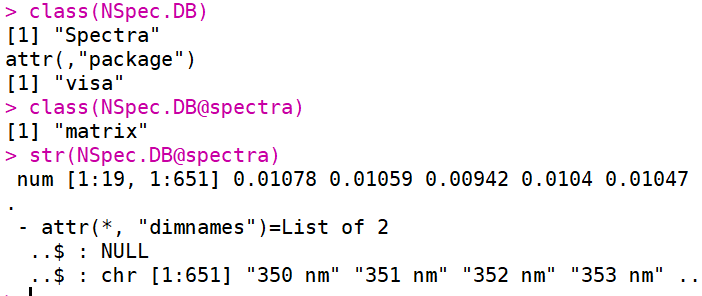 > class(NSpec.DB)
[1] "Spectra"
attr(,"package")
[1] "visa"
> class(NSpec.DB@spectra)
[1] "matrix"
> str(NSpec.DB@spectra)
 num [1:19, 1:651] 0.01078 0.01059 0.00942 0.0104 0.01047
.
 - attr(*, "dimnames")=List of 2
  ..$ : NULL
  ..$ : chr [1:651] "350 nm" "351 nm" "352 nm" "353 nm" ..